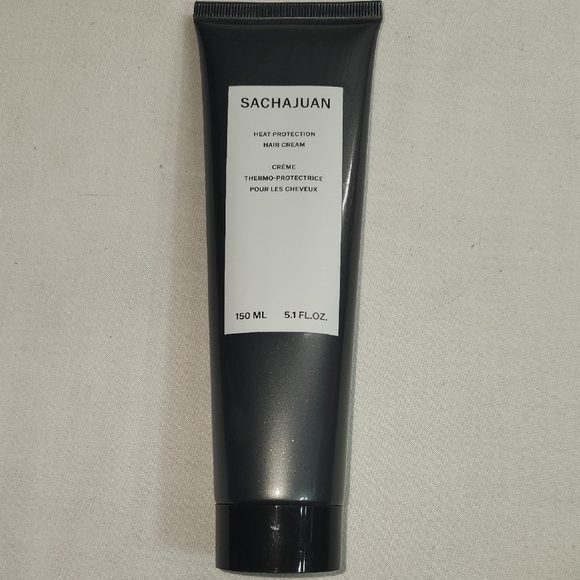 SACHAJUAN
HEAT PROTECTION
HAIR CREAM
CRÈME
THERMO-PROTECTRICE
POUR LES CHEVEUX
150 ML 5.1 FL.OZ.